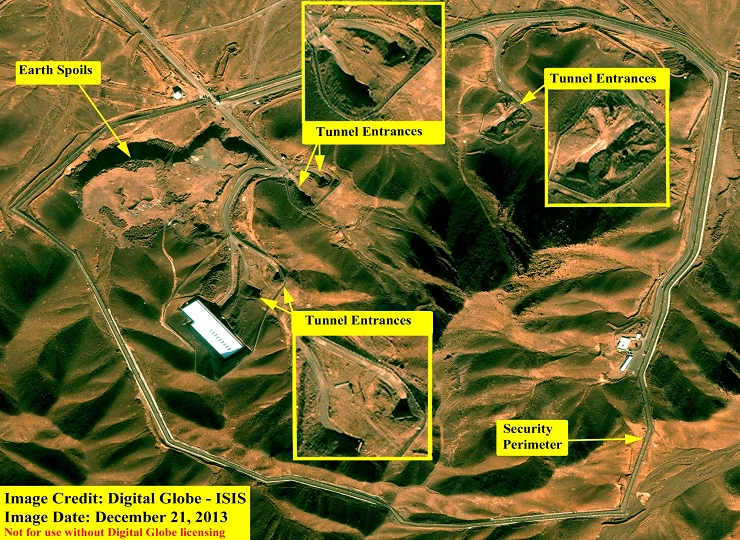 Earth Spoils
Tunnel Entrances
Tunnel Entrances
Tunnel Entrances
Security
Perimeter
Image Credit: Digital Globe - ISIS
Image Date: December 21, 2013
Not for use without Digital Globe licensing